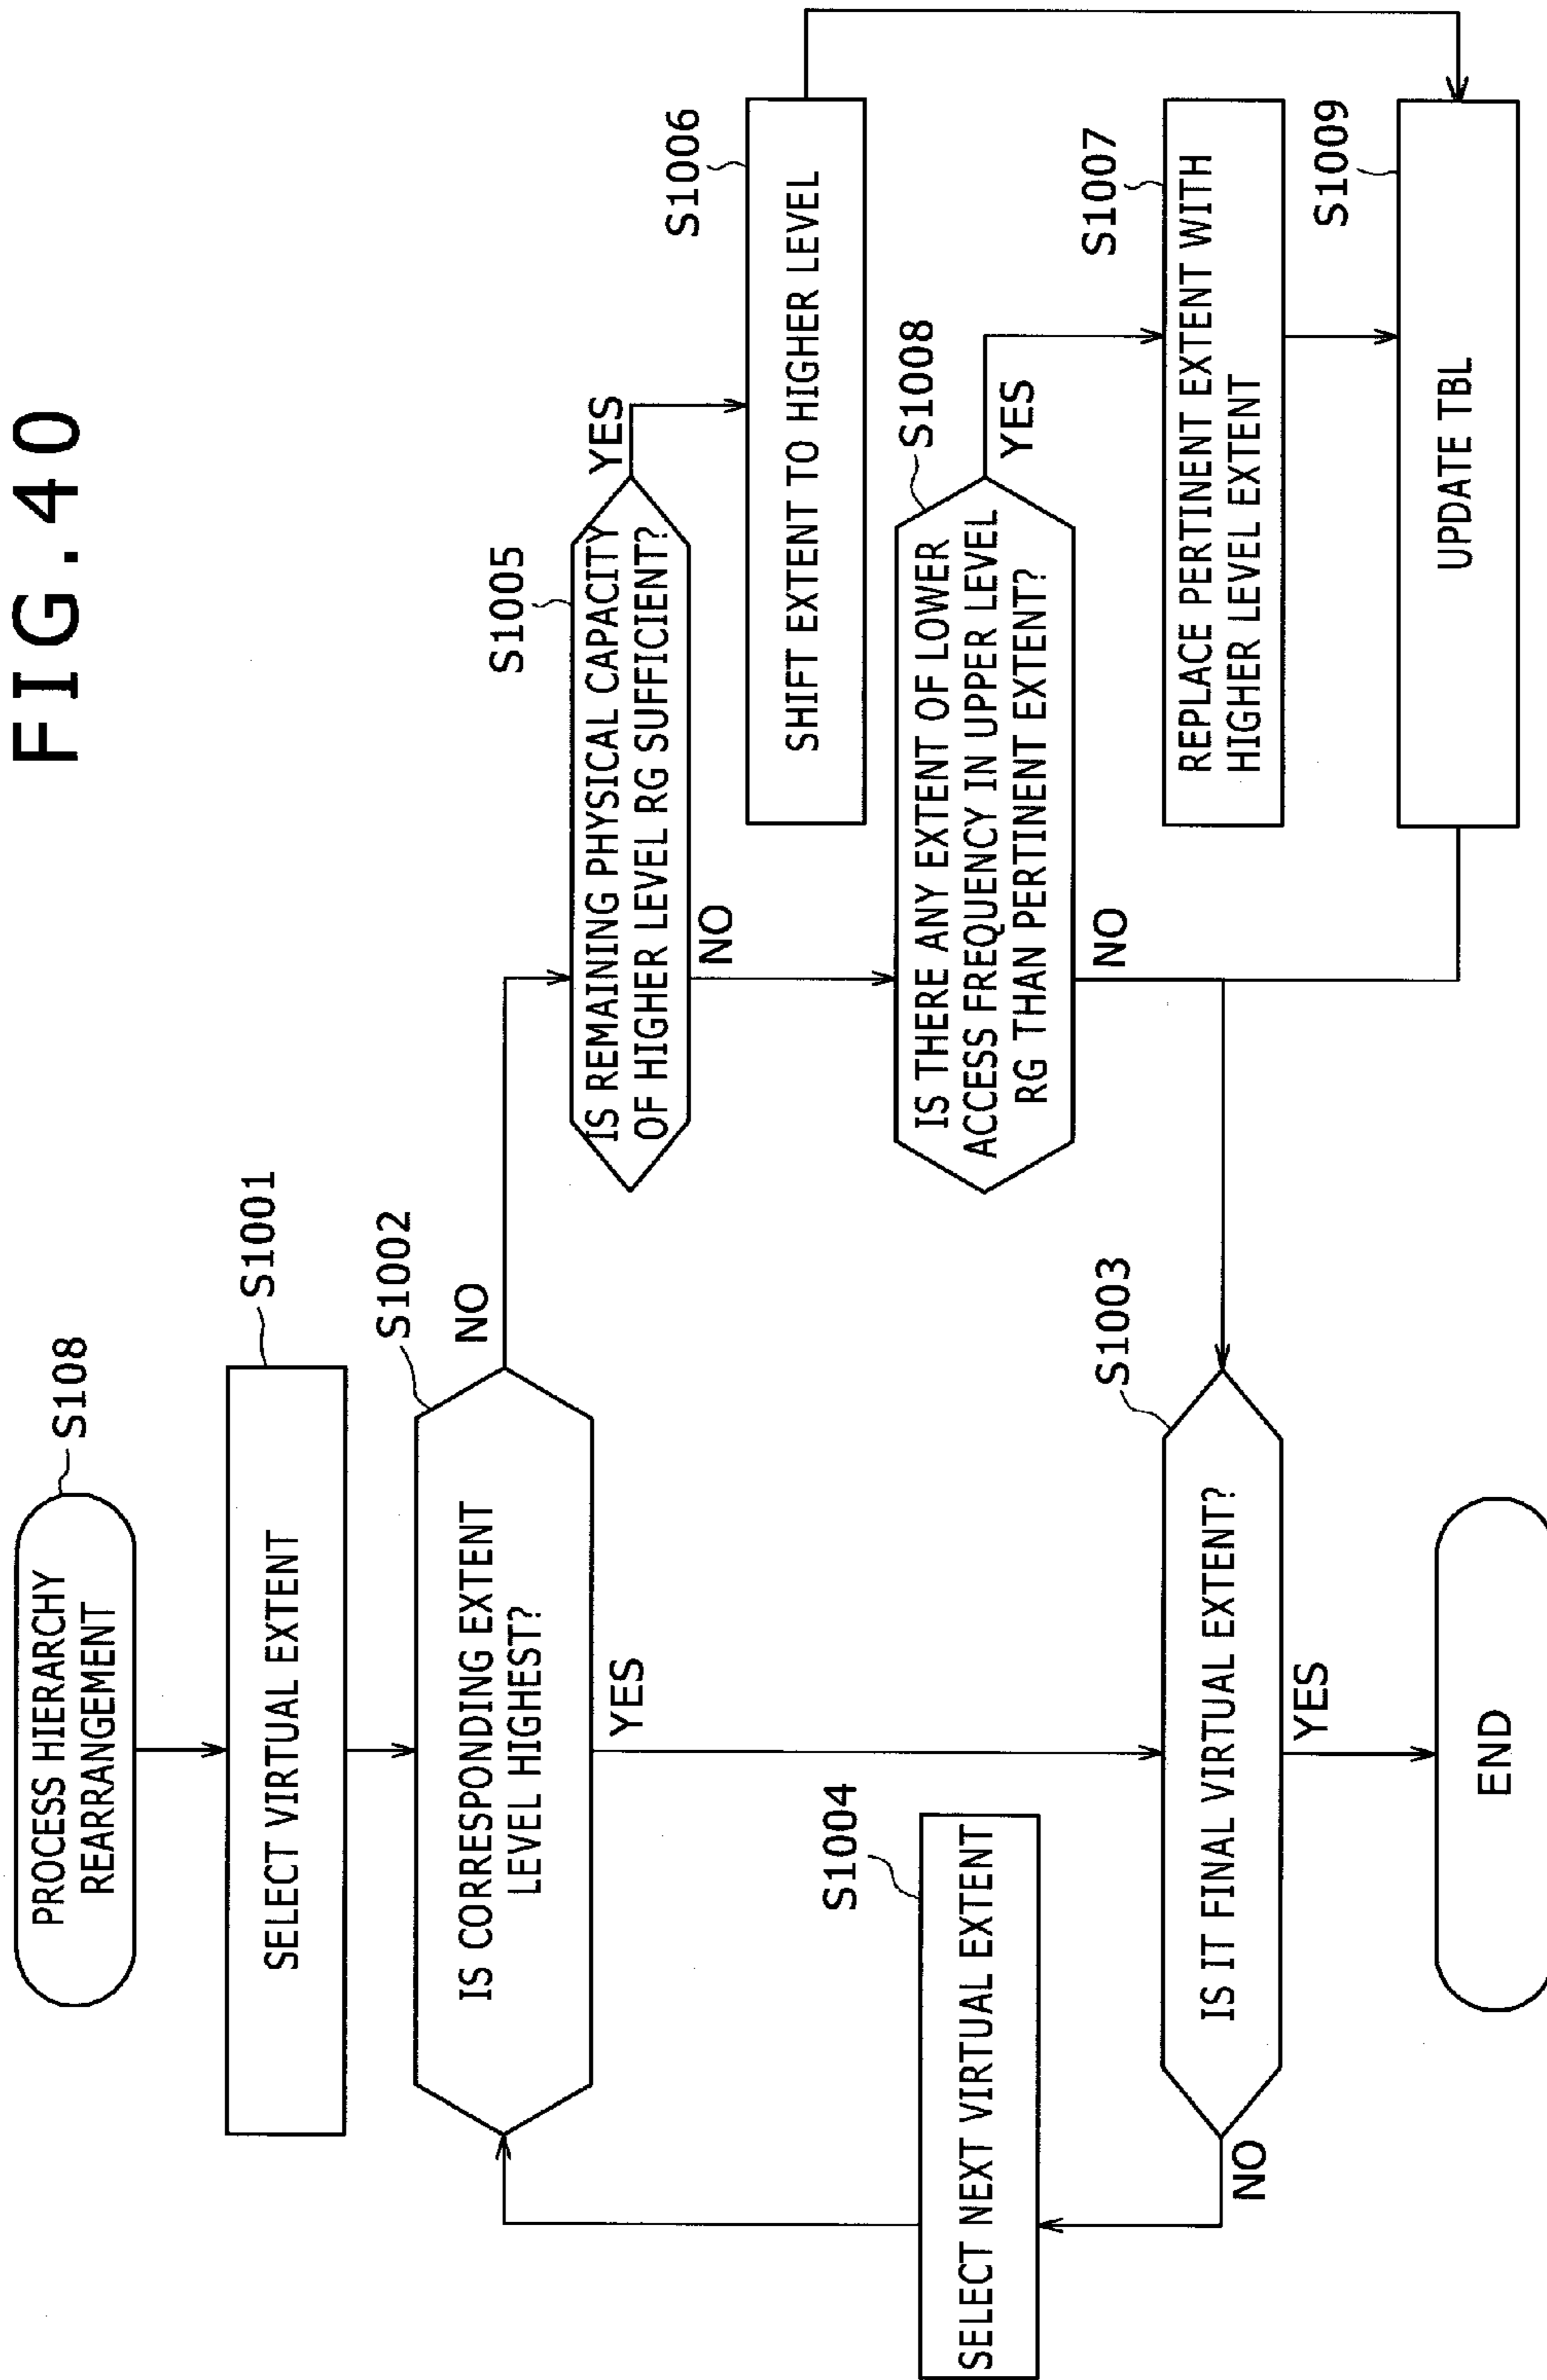 FIG.40
PROCESS HIERARCHY
REARRANGEMENT
S108
SELECT VIRTUAL EXTENT
S1001
IS CORRESPONDING EXTENT
LEVEL HIGHEST?
S1002
NO
YES
IS REMAINING PHYSICAL CAPACITY
OF HIGHER LEVEL RG SUFFICIENT?
S1005
YES
NO
SHIFT EXTENT TO HIGHER LEVEL
S1006
IS THERE ANY EXTENT OF LOWER
ACCESS FREQUENCY IN UPPER LEVEL
RG THAN PERTINENT EXTENT?
S1008
YES
NO
SELECT NEXT VIRTUAL EXTENT
S1004
REPLACE PERTINENT EXTENT WITH
HIGHER LEVEL EXTENT
S1007
IS IT FINAL VIRTUAL EXTENT?
S1003
NO
YES
UPDATE TBL
S1009
END